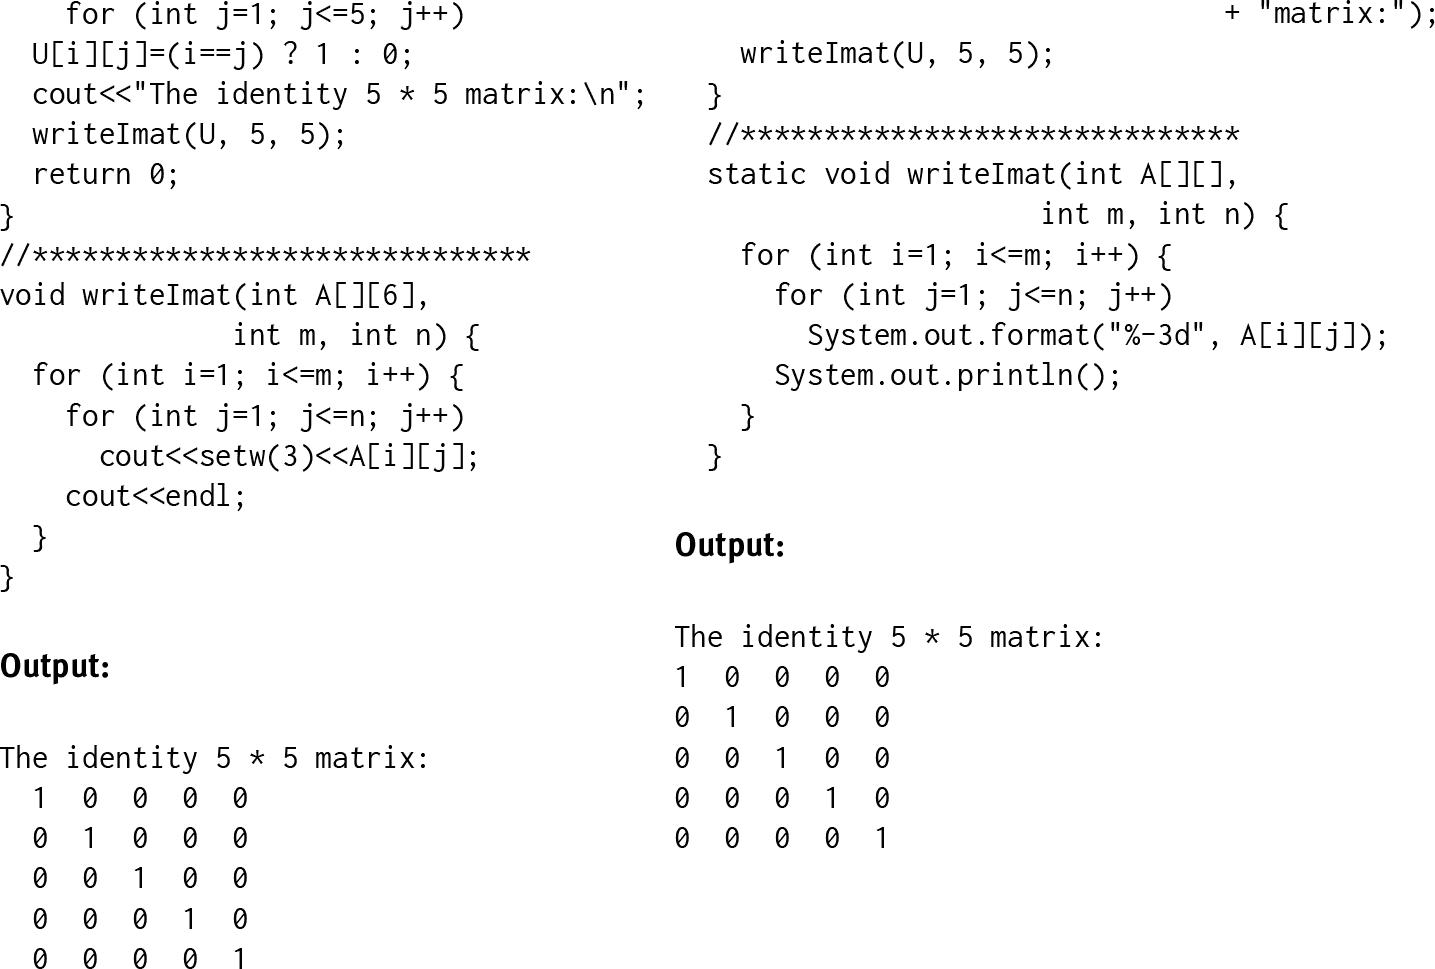 for (int j=1; j<=5; j++)
  U[i][j]=(i==j) ? 1 : 0;
  cout<<"The identity 5 * 5 matrix:\n";
  writeImat(U, 5, 5);
  return 0;
}
//******************************
void writeImat(int A[][6],
              int m, int n) {
  for (int i=1; i<=m; i++) {
    for (int j=1; j<=n; j++)
      cout<<setw(3)<<A[i][j];
    cout<<endl;
  }
}
Output:
The identity 5 * 5 matrix:
  1  0  0  0  0
  0  1  0  0  0
  0  0  1  0  0
  0  0  0  1  0
  0  0  0  0  1
                               + "matrix:");
  writeImat(U, 5, 5);
}
//******************************
static void writeImat(int A[][],
                    int m, int n) {
  for (int i=1; i<=m; i++) {
    for (int j=1; j<=n; j++)
      System.out.format("%-3d", A[i][j]);
    System.out.println();
  }
}
Output:
The identity 5 * 5 matrix:
1  0  0  0  0
0  1  0  0  0
0  0  1  0  0
0  0  0  1  0
0  0  0  0  1